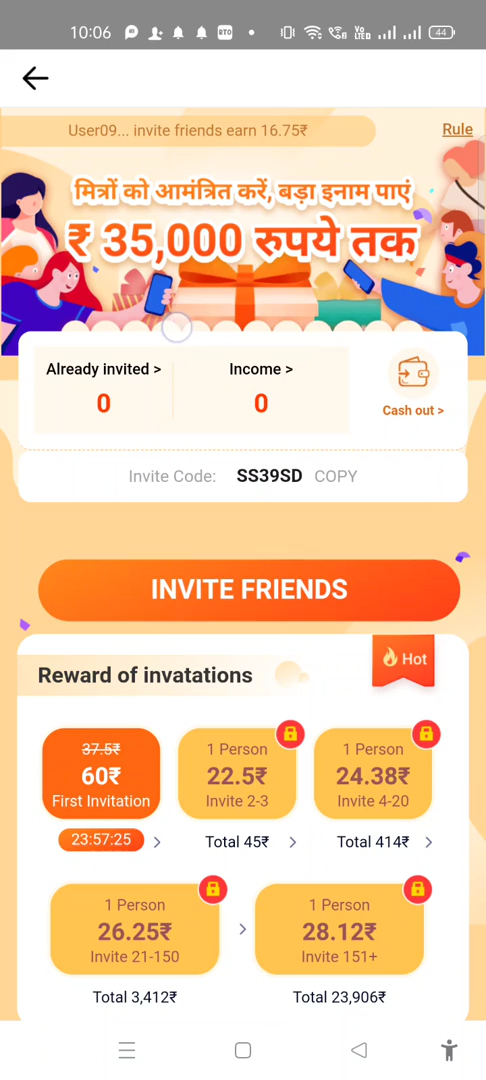 10:06 RTO Vo LTE 44
User09... invite friends earn 16.75₹
Rule
मित्रों को आमंत्रित करें, बड़ा इनाम पाएं
₹ 35,000 रुपये तक
Already invited > Income >
0 0
Cash out >
Invite Code: SS39SD COPY
INVITE FRIENDS
Hot
Reward of invatations
37.5₹ 1 Person 1 Person
60₹ 22.5₹ 24.38₹
First Invitation Invite 2-3 Invite 4-20
23:57:25 Total 45₹ Total 414₹
1 Person 1 Person
26.25₹ 28.12₹
Invite 21-150 Invite 151+
Total 3,412₹ Total 23,906₹